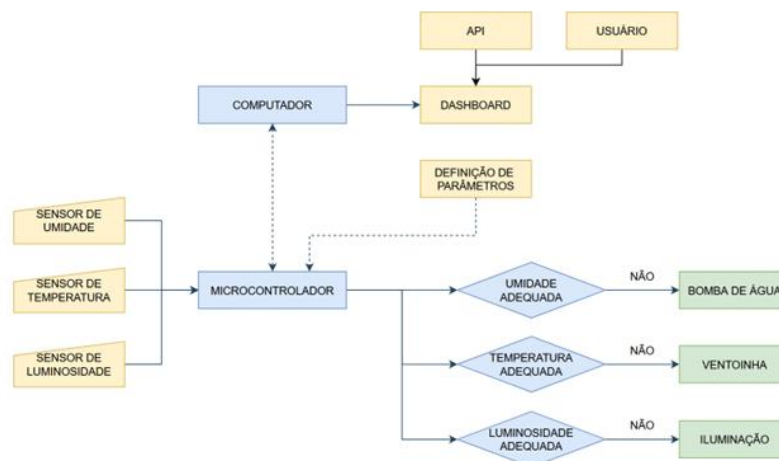 API
USUÁRIO
COMPUTADOR
DASHBOARD
DEFINIÇÃO DE
PARÂMETROS
SENSOR DE
UMIDADE
SENSOR DE
TEMPERATURA
MICROCONTROLADOR
UMIDADE
ADEQUADA
NÃO
BOMBA DE ÁGUA
TEMPERATURA
ADEQUADA
NÃO
VENTOINHA
SENSOR DE
LUMINOSIDADE
LUMINOSIDADE
ADEQUADA
NÃO
ILUMINAÇÃO